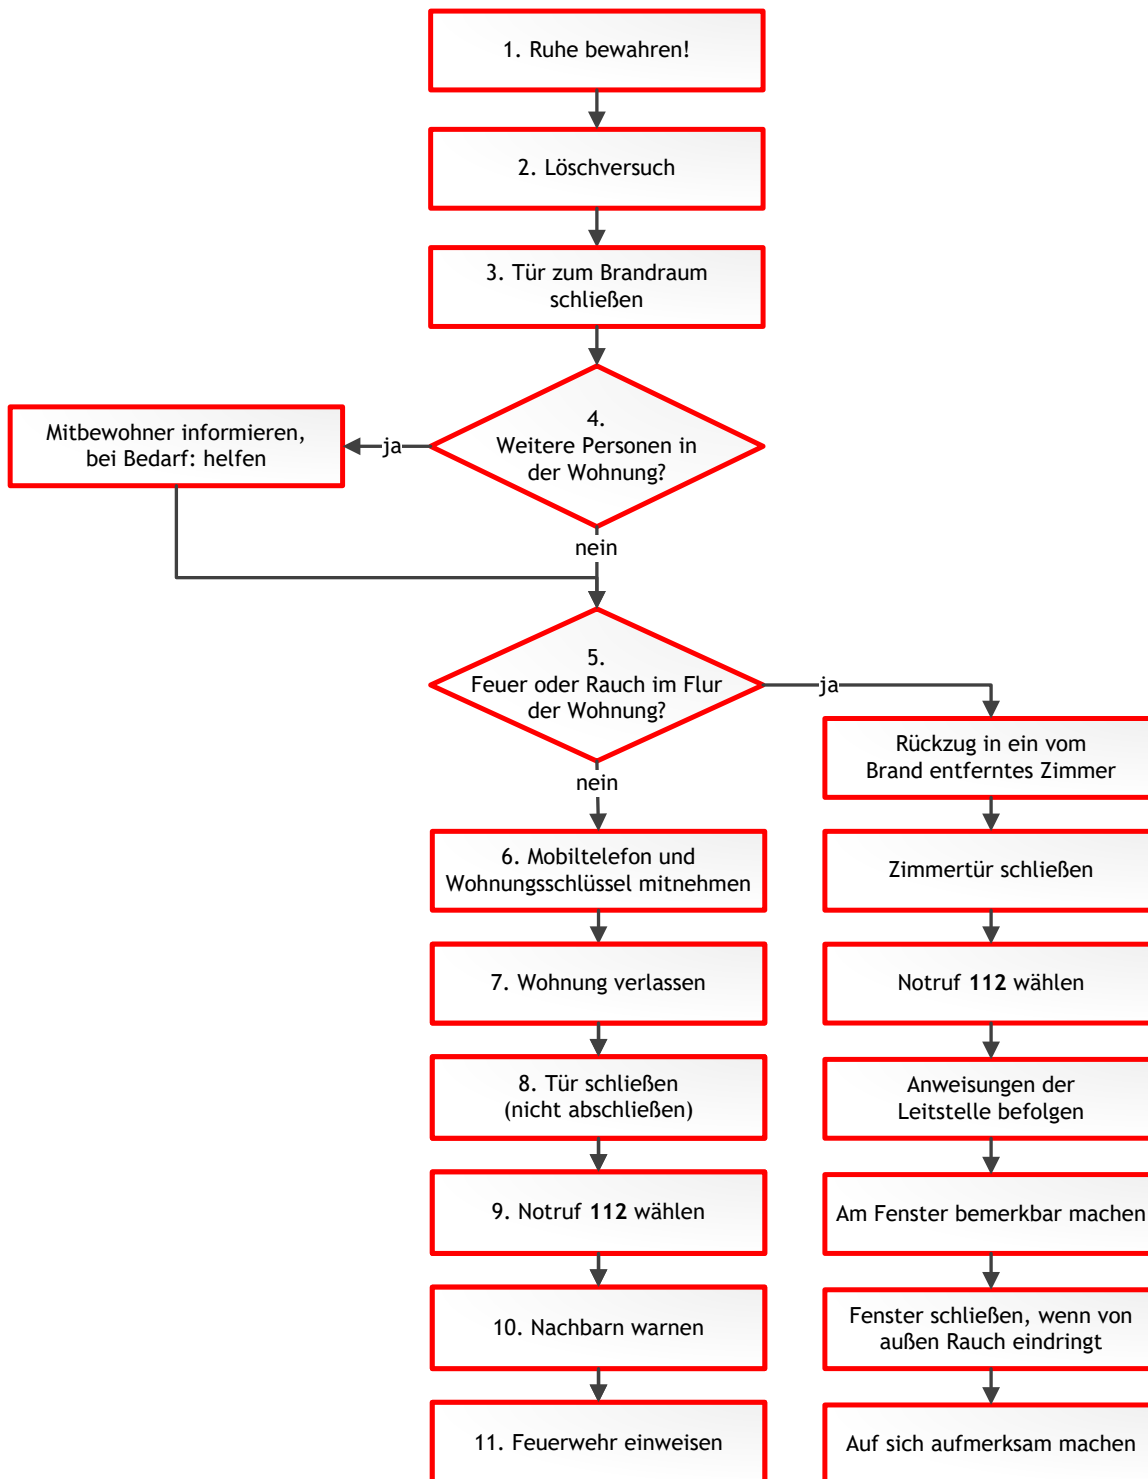 1. Ruhe bewahren!
2. Löschversuch
3. Tür zum Brandraum
schließen
4.
Weitere Personen in
der Wohnung?
ja
Mitbewohner informieren,
bei Bedarf: helfen
nein
5.
Feuer oder Rauch im Flur
der Wohnung?
ja
nein
6. Mobiltelefon und
Wohnungsschlüssel mitnehmen
7. Wohnung verlassen
8. Tür schließen
(nicht abschließen)
9. Notruf 112 wählen
10. Nachbarn warnen
11. Feuerwehr einweisen
Rückzug in ein vom
Brand entferntes Zimmer
Zimmertür schließen
Notruf 112 wählen
Anweisungen der
Leitstelle befolgen
Am Fenster bemerkbar machen
Fenster schließen, wenn von
außen Rauch eindringt
Auf sich aufmerksam machen